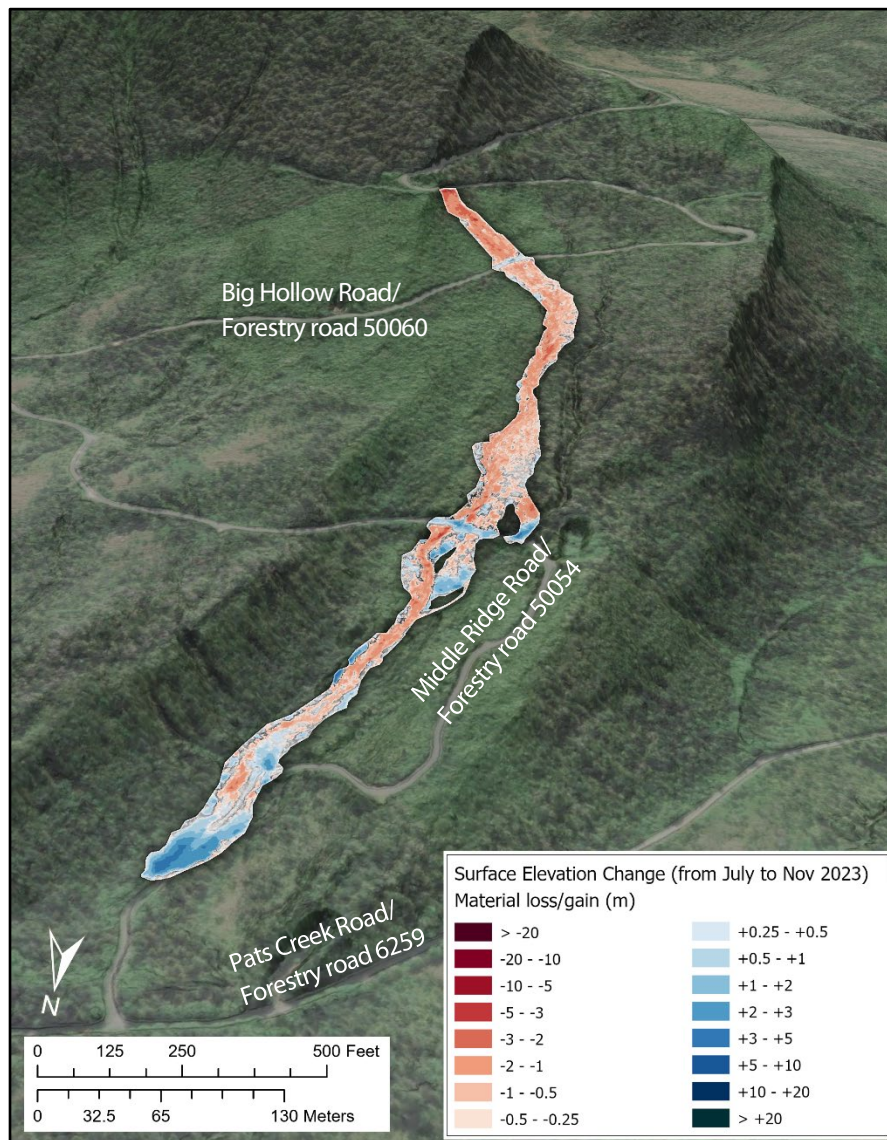 Big Hollow Road/
Forestry road 50060
Middle Ridge Road/
Forestry road 50054
Pats Creek Road/
Forestry road 6259
N
0 125 250 500 Feet
0 32.5 65 130 Meters
Surface Elevation Change (from July to Nov 2023)
Material loss/gain (m)
> -20
-20 - -10
-10 - -5
-5 - -3
-3 - -2
-2 - -1
-1 - -0.5
-0.5 - -0.25
+0.25 - +0.5
+0.5 - +1
+1 - +2
+2 - +3
+3 - +5
+5 - +10
+10 - +20
> +20